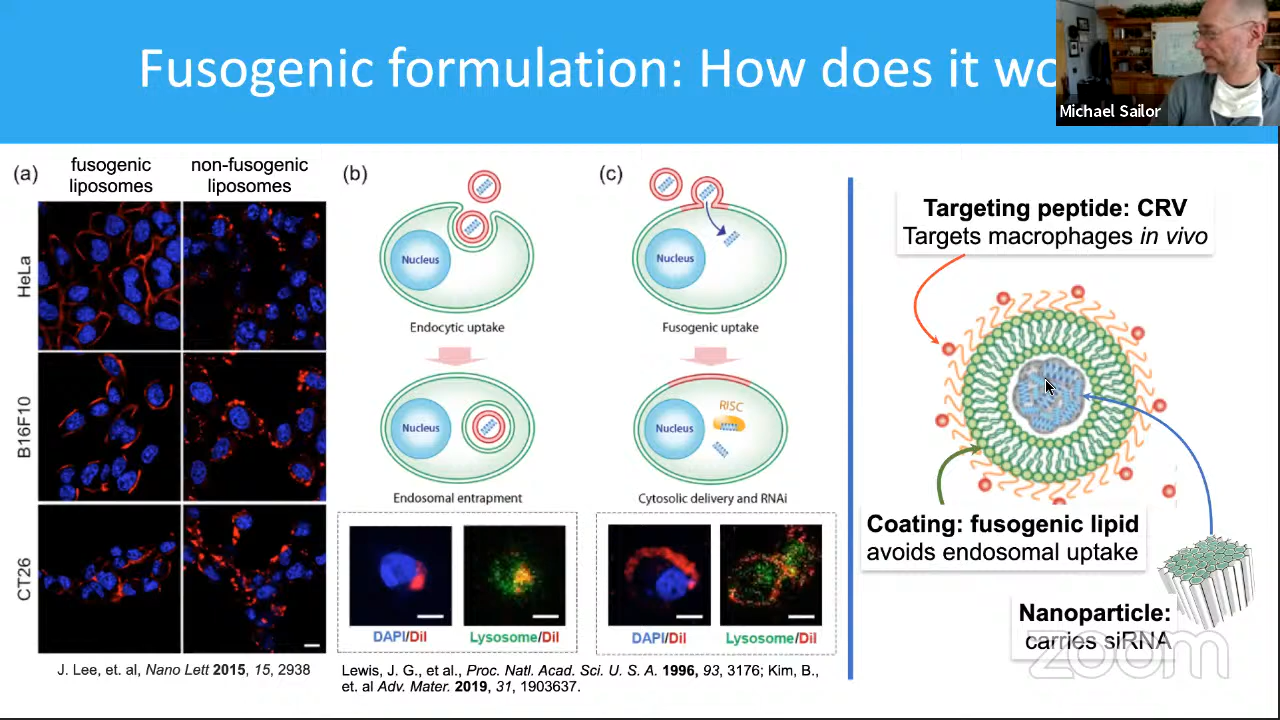 Fusogenic formulation: How does it wo
Michael Sailor
(a)
fusogenic
liposomes
non-fusogenic
liposomes
HeLa
B16F10
CT26
J. Lee, et. al, Nano Lett 2015, 15, 2938
(b)
Nucleus
Endocytic uptake
Nucleus
Endosomal entrapment
DAPI/DiI
Lysosome/DiI
(c)
Nucleus
Fusogenic uptake
Nucleus
RISC
Cytosolic delivery and RNAi
DAPI/DiI
Lysosome/DiI
Lewis, J. G., et al., Proc. Natl. Acad. Sci. U. S. A. 1996, 93, 3176; Kim, B.,
et. al Adv. Mater. 2019, 31, 1903637.
Targeting peptide: CRV
Targets macrophages in vivo
Coating: fusogenic lipid
avoids endosomal uptake
Nanoparticle:
carries siRNA
zoom